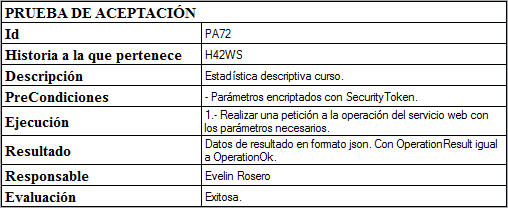 PRUEBA DE ACEPTACIÓN
Id PA72
Historia a la que pertenece H42WS
Descripción Estadística descriptiva curso.
PreCondiciones - Parámetros encriptados con SecurityToken.
Ejecución 1.- Realizar una petición a la operación del servicio web con
los parámetros necesarios.
Resultado Datos de resultado en formato json. Con OperationResult igual
a OperationOk.
Responsable Evelin Rosero
Evaluación Exitosa.